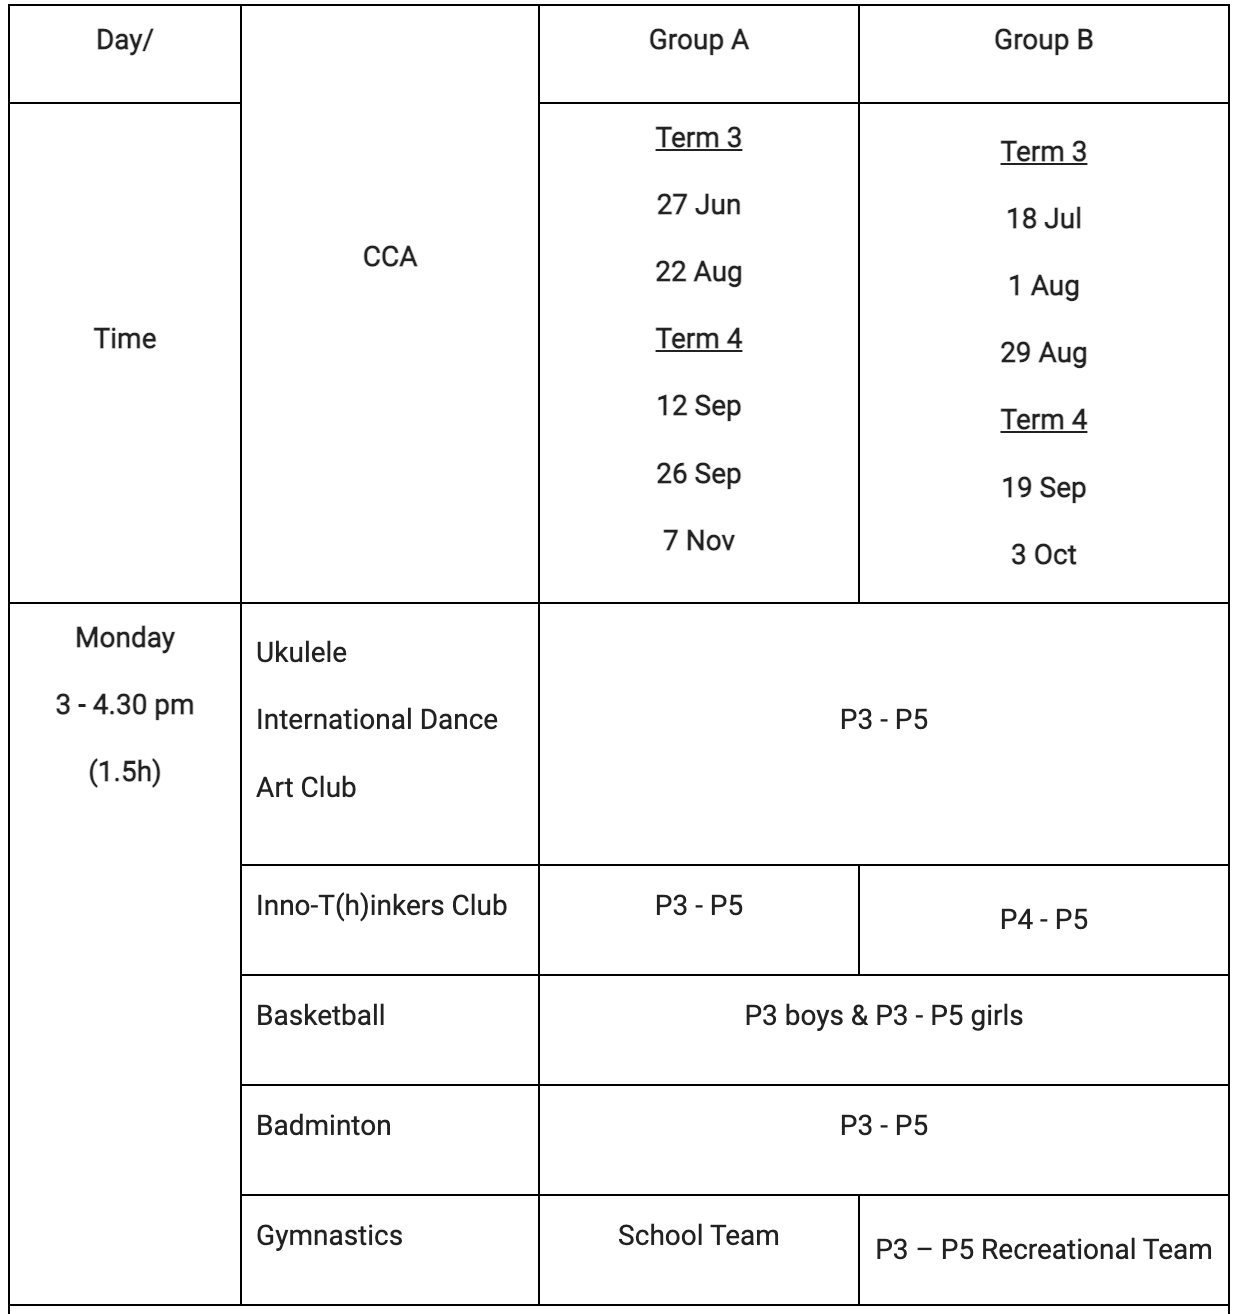 Day/
CCA
Group A
Group B
Time
Term 3
27 Jun
22 Aug
Term 4
12 Sep
26 Sep
7 Nov
Term 3
18 Jul
1 Aug
29 Aug
Term 4
19 Sep
3 Oct
Monday
3 - 4.30 pm
(1.5h)
Ukulele
International Dance
Art Club
P3 - P5
Inno-T(h)inkers Club
P3 - P5
P4 - P5
Basketball
P3 boys & P3 - P5 girls
Badminton
P3 - P5
Gymnastics
School Team
P3 – P5 Recreational Team